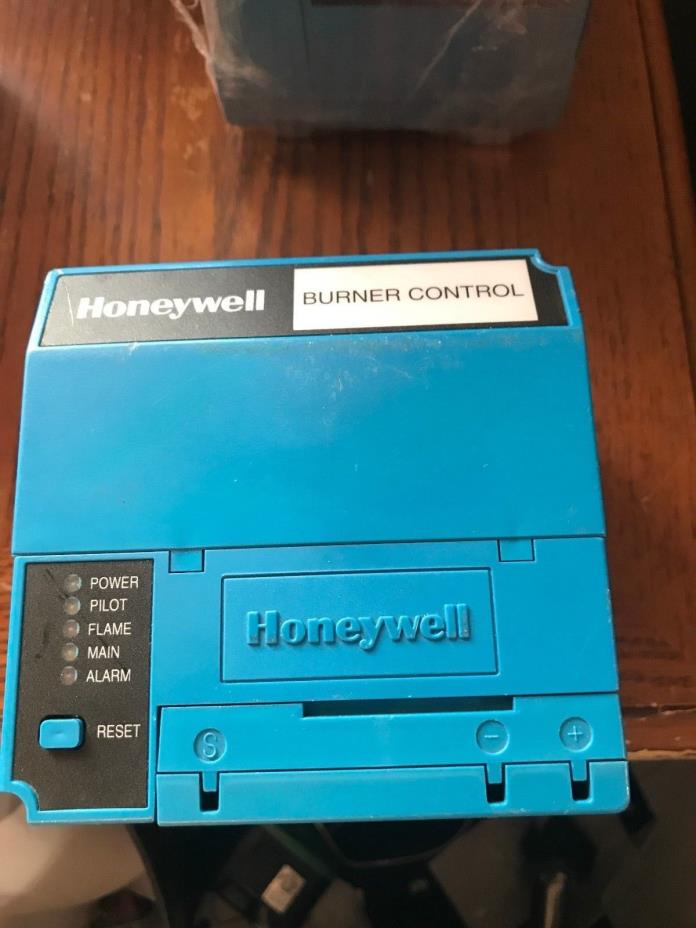 Honeywell
BURNER CONTROL
POWER
PILOT
FLAME
MAIN
ALARM
RESET
Honeywell
S - +